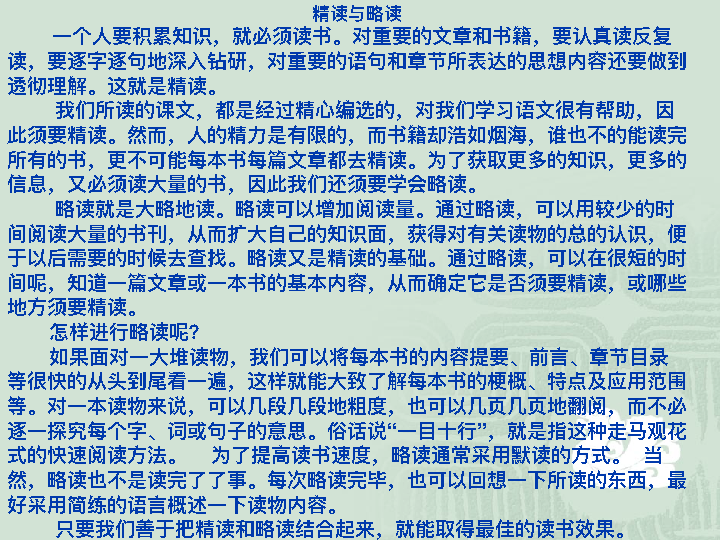 精读与略读
一个人要积累知识，就必须读书。对重要的文章和书籍，要认真读反复
读，要逐字逐句地深入钻研，对重要的语句和章节所表达的思想内容还要做到
透彻理解。这就是精读。
我们所读的课文，都是经过精心编选的，对我们学习语文很有帮助，因
此须要精读。然而，人的精力是有限的，而书籍却浩如烟海，谁也不的能读完
所有的书，更不可能每本书每篇文章都去精读。为了获取更多的知识，更多的
信息，又必须读大量的书，因此我们还须要学会略读。
略读就是大略地读。略读可以增加阅读量。通过略读，可以用较少的时
间阅读大量的书刊，从而扩大自己的知识面，获得对有关读物的总的认识，便
于以后需要的时候去查找。略读又是精读的基础。通过略读，可以在很短的时
间呢，知道一篇文章或一本书的基本内容，从而确定它是否须要精读，或哪些
地方须要精读。
怎样进行略读呢？
如果面对一大堆读物，我们可以将每本书的内容提要、前言、章节目录
等很快的从头到尾看一遍，这样就能大致了解每本书的梗概、特点及应用范围
等。对一本读物来说，可以几段几段地粗度，也可以几页几页地翻阅，而不必
逐一探究每个字、词或句子的意思。俗话说“一目十行”，就是指这种走马观花
式的快速阅读方法。 为了提高读书速度，略读通常采用默读的方式。 当
然，略读也不是读完了了事。每次略读完毕，也可以回想一下所读的东西，最
好采用简练的语言概述一下读物内容。
只要我们善于把精读和略读结合起来，就能取得最佳的读书效果。